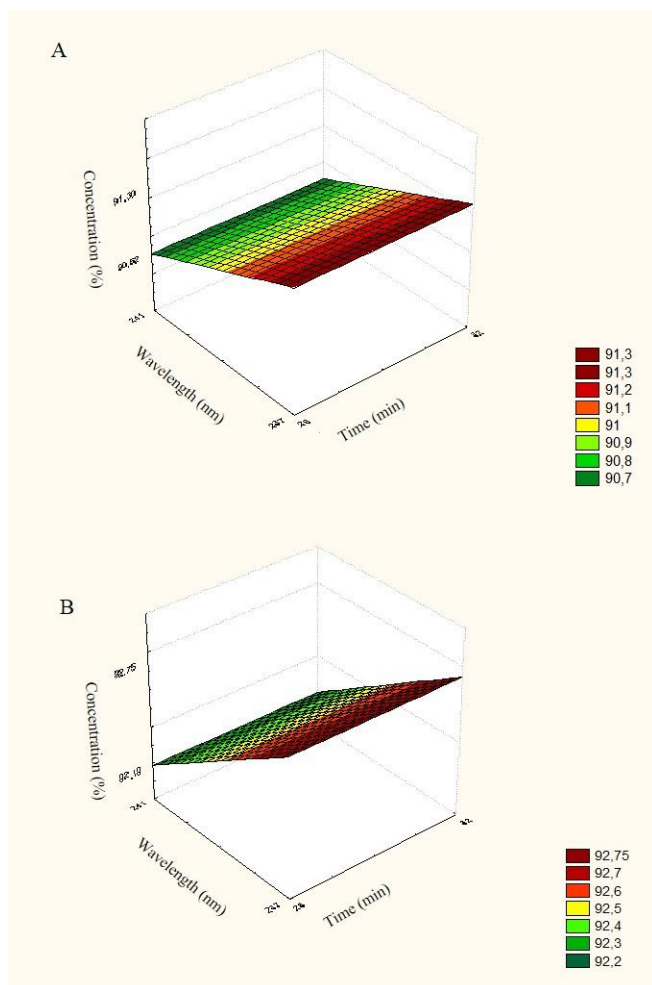 A
Concentration (%)
91,30
Wavelength (nm)
Time (min)
91,3
91,3
91,2
91,1
91
90,9
90,8
90,7
B
Concentration (%)
92,75
92,18
Wavelength (nm)
Time (min)
92,75
92,7
92,6
92,5
92,4
92,3
92,2